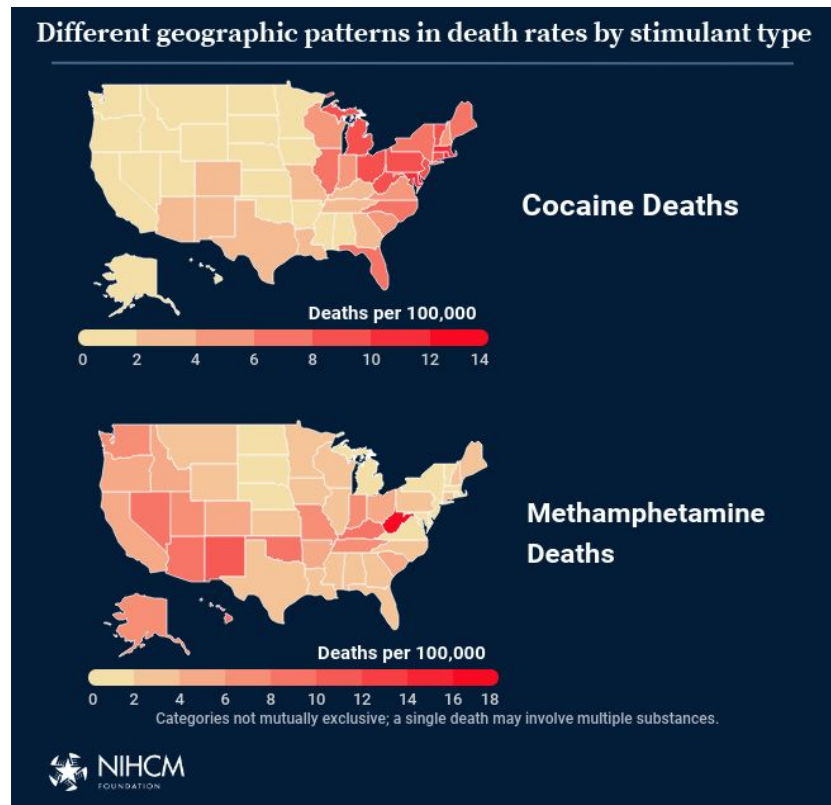 Different geographic patterns in death rates by stimulant type
Cocaine Deaths
Deaths per 100,000
0 2 4 6 8 10 12 14
Methamphetamine
Deaths
Deaths per 100,000
0 2 4 6 8 10 12 14 16 18
Categories not mutually exclusive; a single death may involve multiple substances.
NIHCM
FOUNDATION